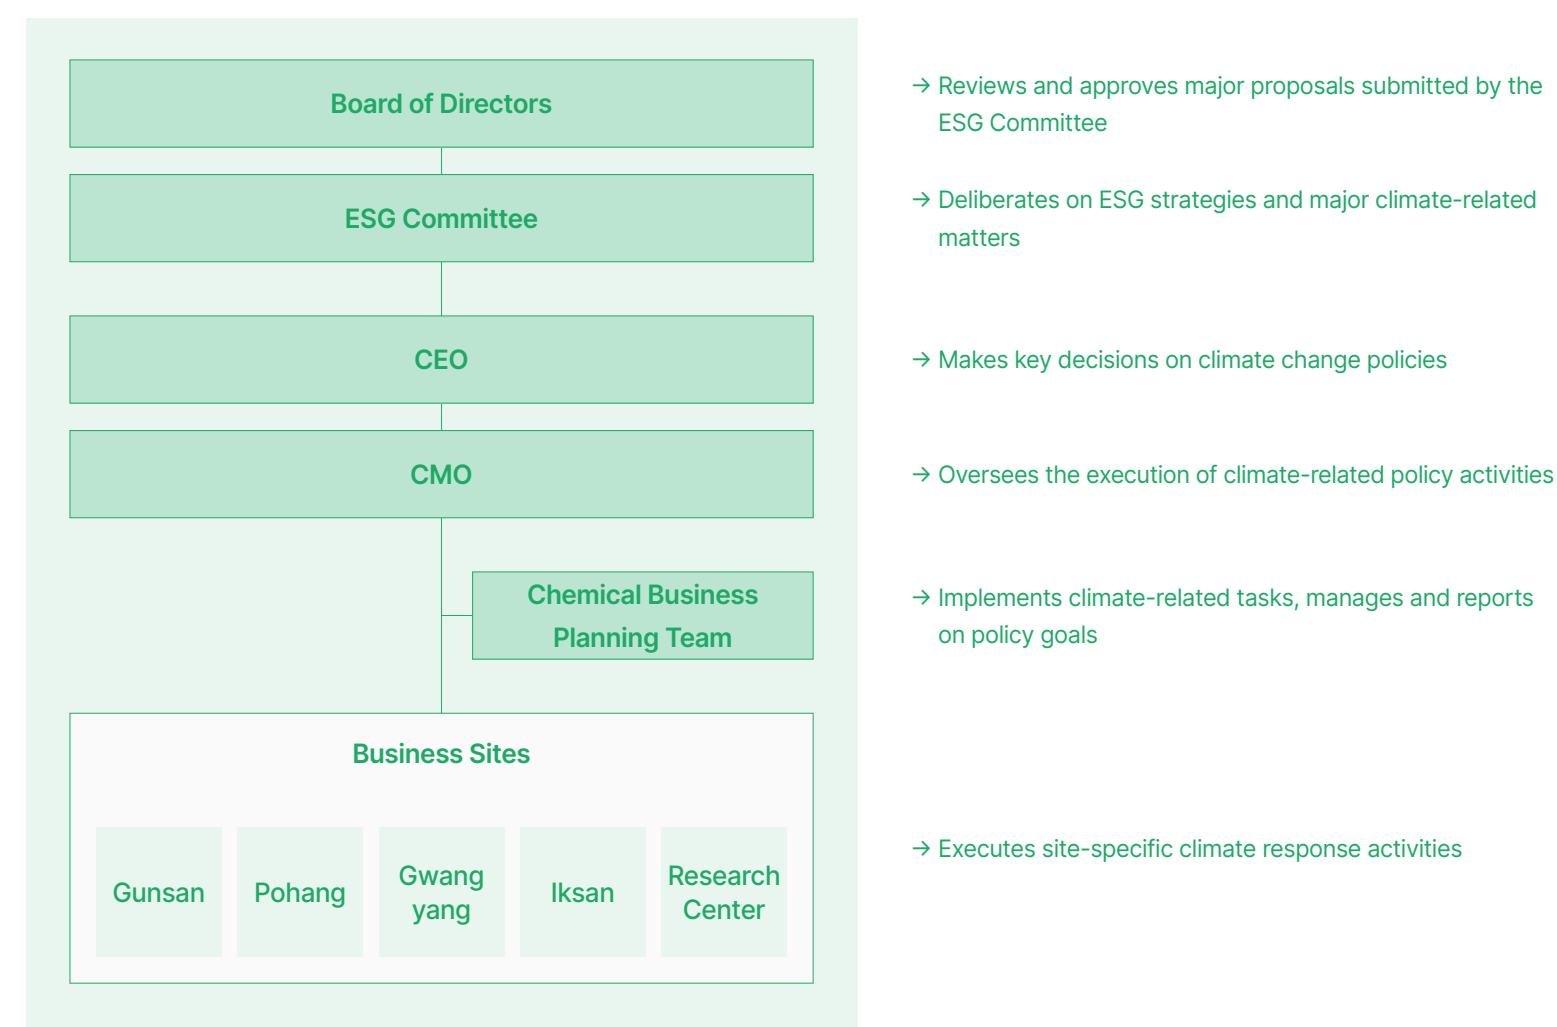 Board of Directors
→ Reviews and approves major proposals submitted by the
ESG Committee
ESG Committee
→ Deliberates on ESG strategies and major climate-related
matters
CEO
→ Makes key decisions on climate change policies
CMO
→ Oversees the execution of climate-related policy activities
Chemical Business
Planning Team
→ Implements climate-related tasks, manages and reports
on policy goals
Business Sites
Gunsan
Pohang
Gwang
yang
Iksan
Research
Center
→ Executes site-specific climate response activities